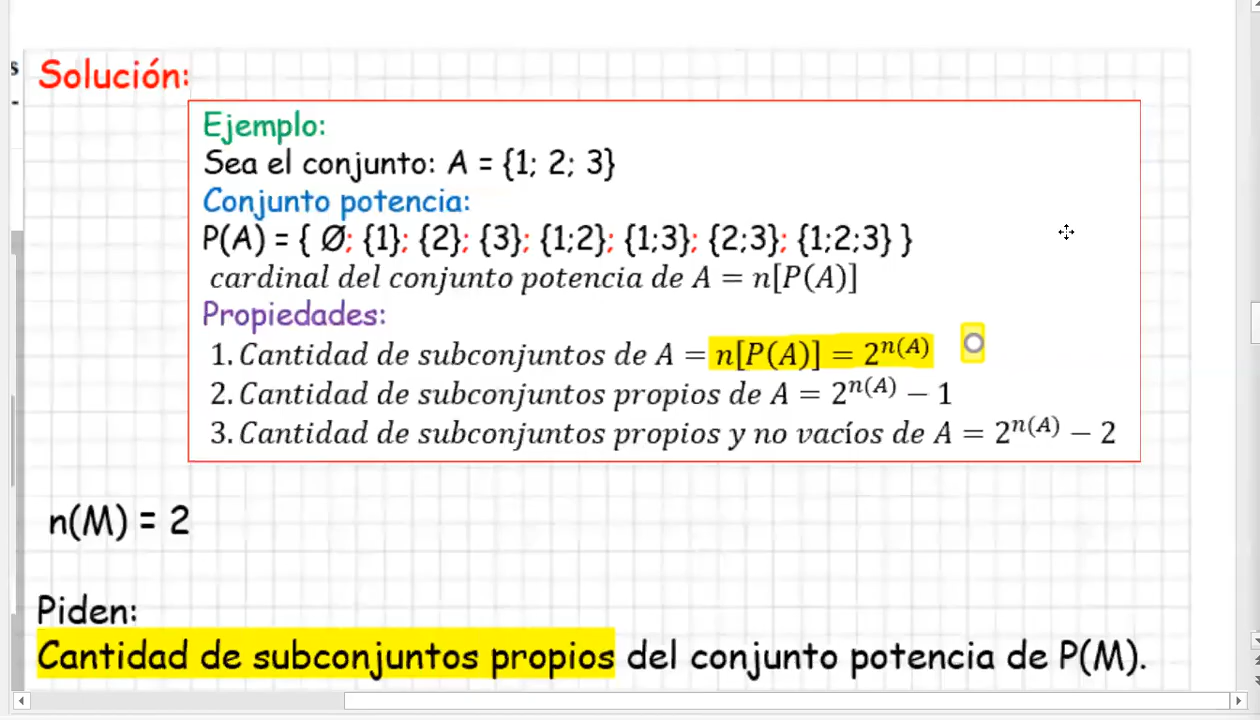 s
Solución:
-
Ejemplo:
Sea el conjunto: A = {1; 2; 3}
Conjunto potencia:
P(A) = { Ø; {1}; {2}; {3}; {1;2}; {1;3}; {2;3}; {1;2;3} }
cardinal del conjunto potencia de A = n[P(A)]
Propiedades:
1. Cantidad de subconjuntos de A = n[P(A)] = 2^{n(A)}
2. Cantidad de subconjuntos propios de A = 2^{n(A)} − 1
3. Cantidad de subconjuntos propios y no vacíos de A = 2^{n(A)} − 2
n(M) = 2
Piden:
Cantidad de subconjuntos propios del conjunto potencia de P(M).